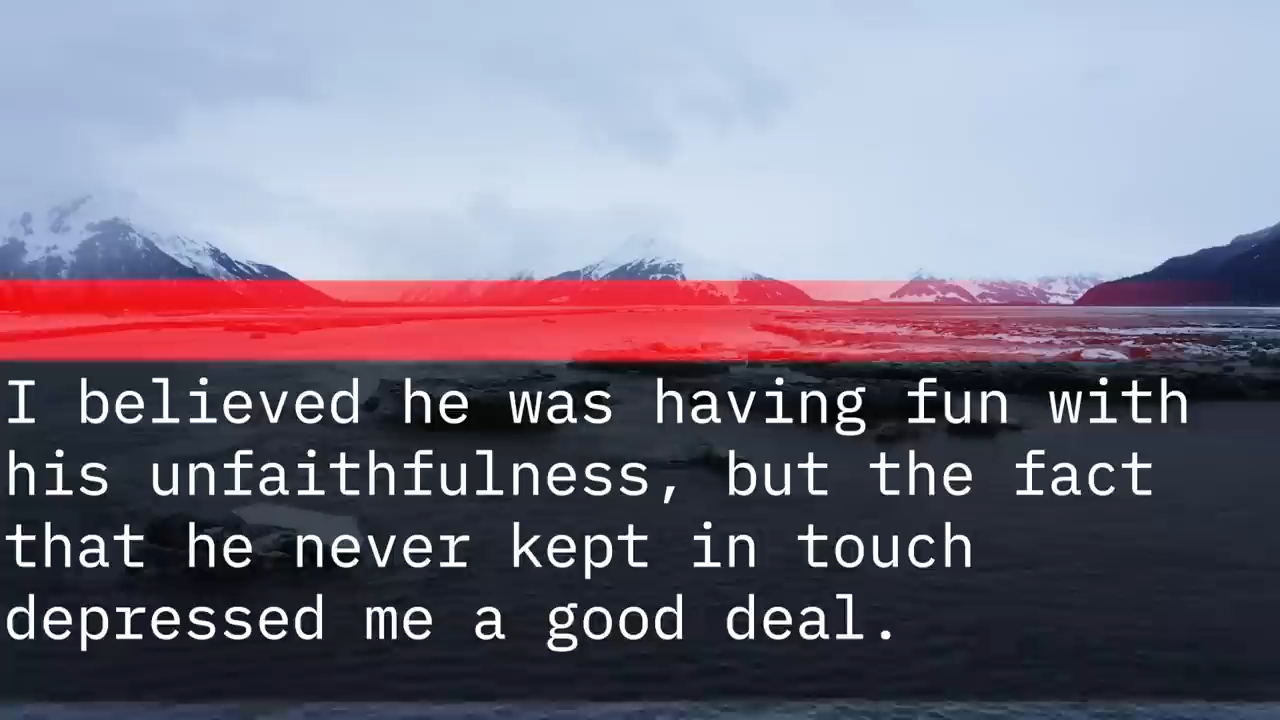 I believed he was having fun with
his unfaithfulness, but the fact
that he never kept in touch
depressed me a good deal.